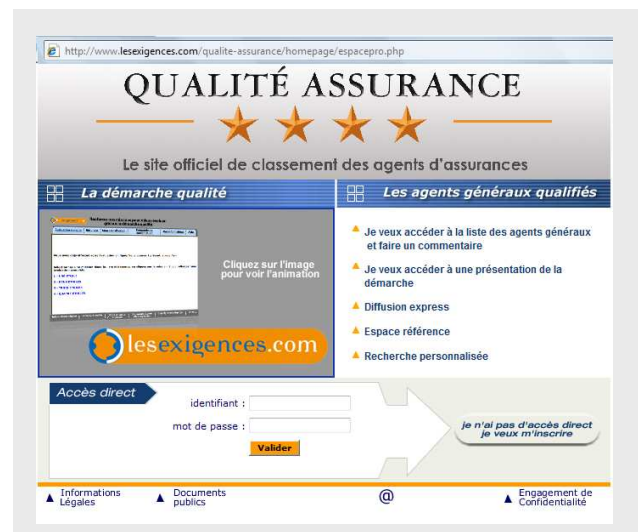 http://www.lesexigences.com/qualite-assurance/homepage/espacepro.php
QUALITÉ ASSURANCE
Le site officiel de classement des agents d'assurances
La démarche qualité
Les agents généraux qualifiés
Cliquez sur l'image
pour voir l'animation
lesexigences.com
Je veux accéder à la liste des agents généraux
et faire un commentaire
Je veux accéder à une présentation de la
démarche
Diffusion express
Espace référence
Recherche personnalisée
Accès direct
identifiant :
mot de passe :
Valider
je n'ai pas d'accès direct
je veux m'inscrire
Informations
Légales
Documents
publics
@
Engagement de
Confidentialité